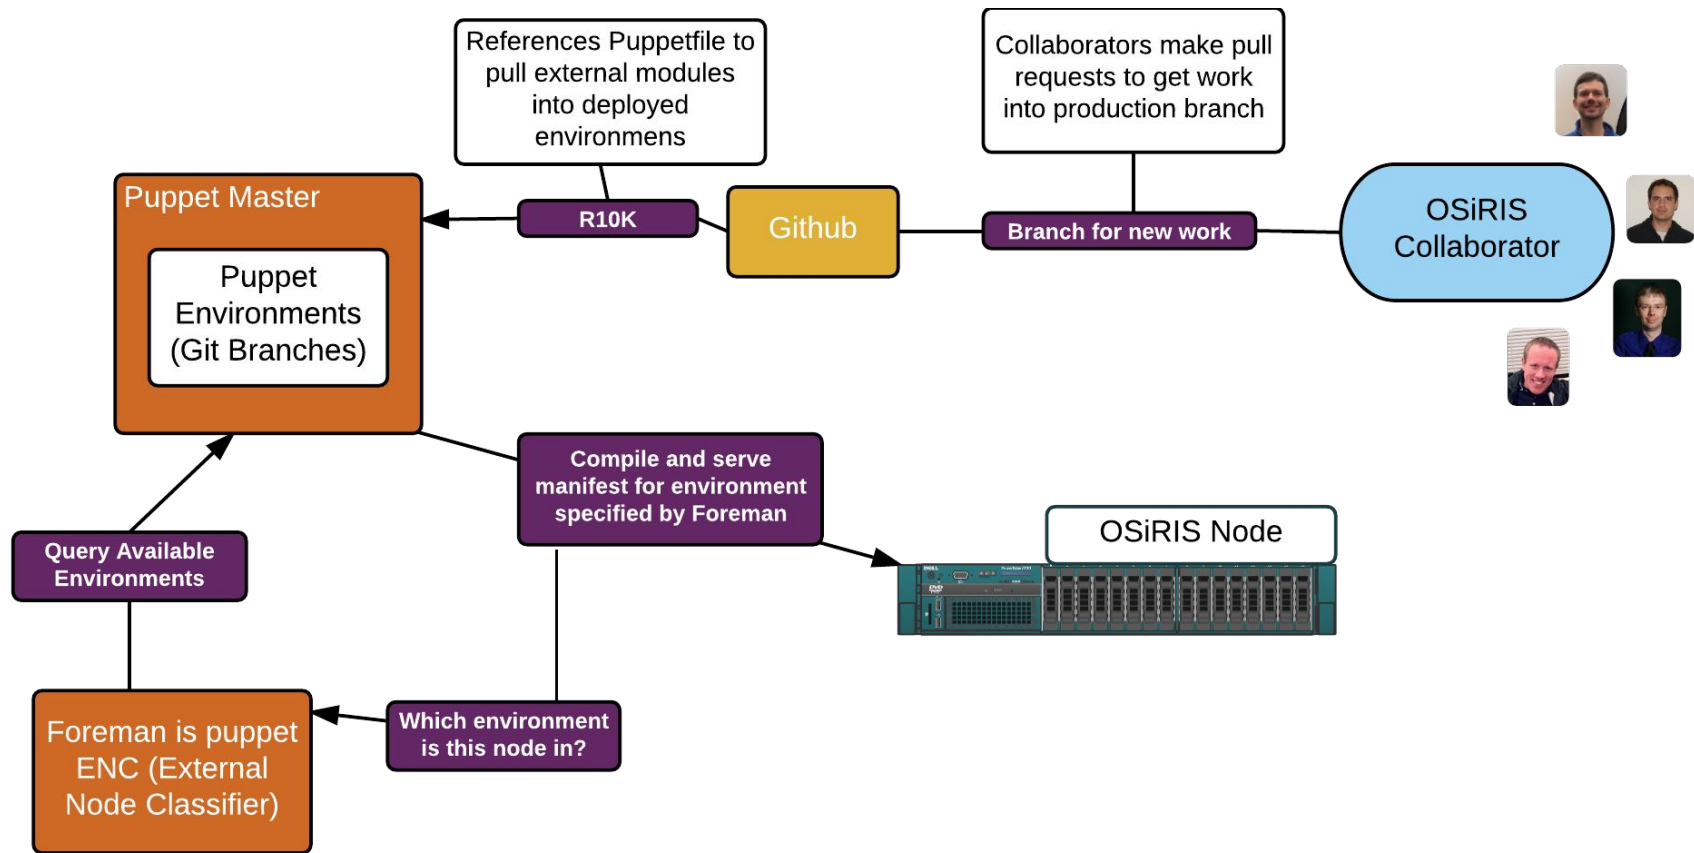 References Puppetfile to
pull external modules
into deployed
environmens
Collaborators make pull
requests to get work
into production branch
Puppet Master
R10K
Github
Branch for new work
OSiRIS
Collaborator
Puppet
Environments
(Git Branches)
Compile and serve
manifest for environment
specified by Foreman
OSiRIS Node
Query Available
Environments
Which environment
is this node in?
Foreman is puppet
ENC (External
Node Classifier)